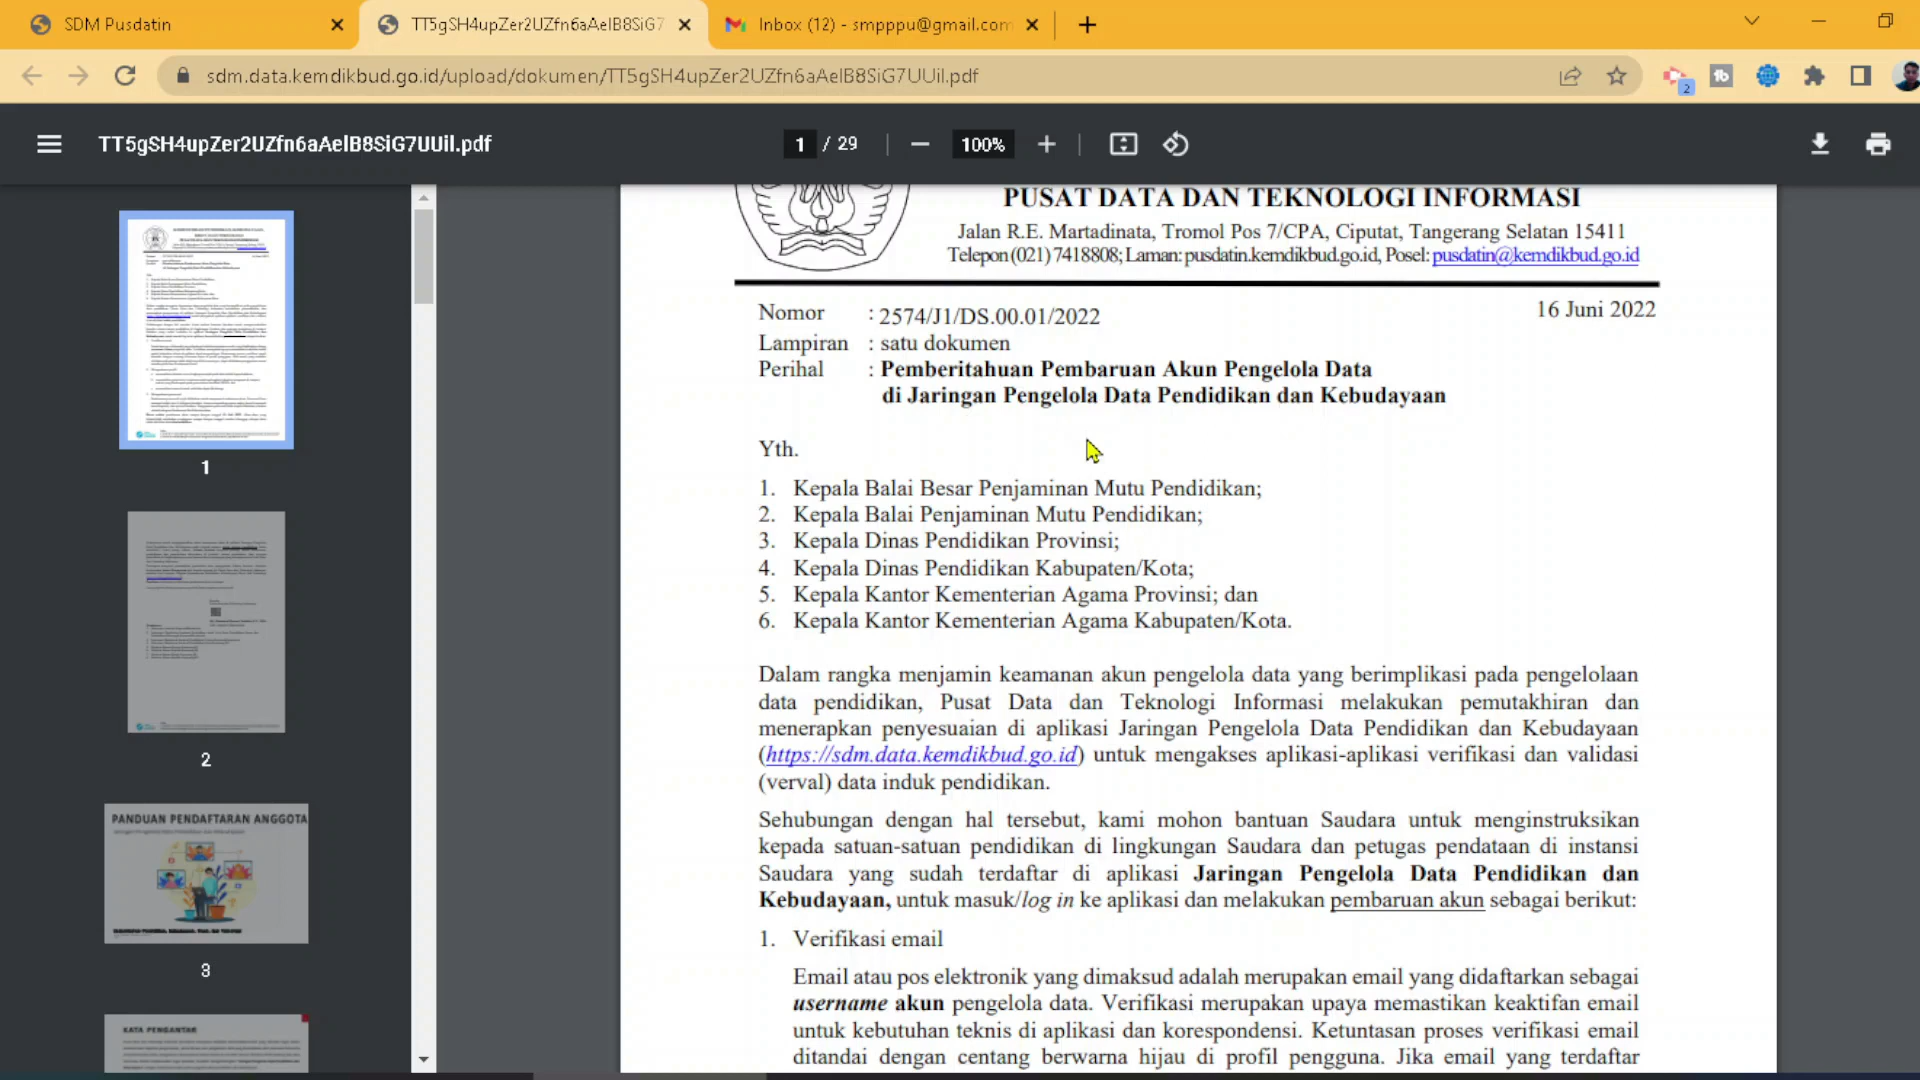 SDM Pusdatin
TT5gSH4upZer2UZfn6aAelB8SiG7
Inbox (12) - smpppu@gmail.com
sdm.data.kemdikbud.go.id/upload/dokumen/TT5gSH4upZer2UZfn6aAelB8SiG7UUil.pdf
2
TT5gSH4upZer2UZfn6aAelB8SiG7UUil.pdf
1 / 29
100%
1
2
PANDUAN PENDAFTARAN ANGGOTA
3
KATA PENGANTAR
PUSAT DATA DAN TEKNOLOGI INFORMASI
Jalan R.E. Martadinata, Tromol Pos 7/CPA, Ciputat, Tangerang Selatan 15411
Telepon (021) 7418808; Laman: pusdatin.kemdikbud.go.id, Posel: pusdatin@kemdikbud.go.id
Nomor : 2574/J1/DS.00.01/2022 16 Juni 2022
Lampiran : satu dokumen
Perihal : Pemberitahuan Pembaruan Akun Pengelola Data
di Jaringan Pengelola Data Pendidikan dan Kebudayaan
Yth.
1. Kepala Balai Besar Penjaminan Mutu Pendidikan;
2. Kepala Balai Penjaminan Mutu Pendidikan;
3. Kepala Dinas Pendidikan Provinsi;
4. Kepala Dinas Pendidikan Kabupaten/Kota;
5. Kepala Kantor Kementerian Agama Provinsi; dan
6. Kepala Kantor Kementerian Agama Kabupaten/Kota.
Dalam rangka menjamin keamanan akun pengelola data yang berimplikasi pada pengelolaan
data pendidikan, Pusat Data dan Teknologi Informasi melakukan pemutakhiran dan
menerapkan penyesuaian di aplikasi Jaringan Pengelola Data Pendidikan dan Kebudayaan
(https://sdm.data.kemdikbud.go.id) untuk mengakses aplikasi-aplikasi verifikasi dan validasi
(verval) data induk pendidikan.
Sehubungan dengan hal tersebut, kami mohon bantuan Saudara untuk menginstruksikan
kepada satuan-satuan pendidikan di lingkungan Saudara dan petugas pendataan di instansi
Saudara yang sudah terdaftar di aplikasi Jaringan Pengelola Data Pendidikan dan
Kebudayaan, untuk masuk/log in ke aplikasi dan melakukan pembaruan akun sebagai berikut:
1. Verifikasi email
Email atau pos elektronik yang dimaksud adalah merupakan email yang didaftarkan sebagai
username akun pengelola data. Verifikasi merupakan upaya memastikan keaktifan email
untuk kebutuhan teknis di aplikasi dan korespondensi. Ketuntasan proses verifikasi email
ditandai dengan centang berwarna hijau di profil pengguna. Jika email yang terdaftar